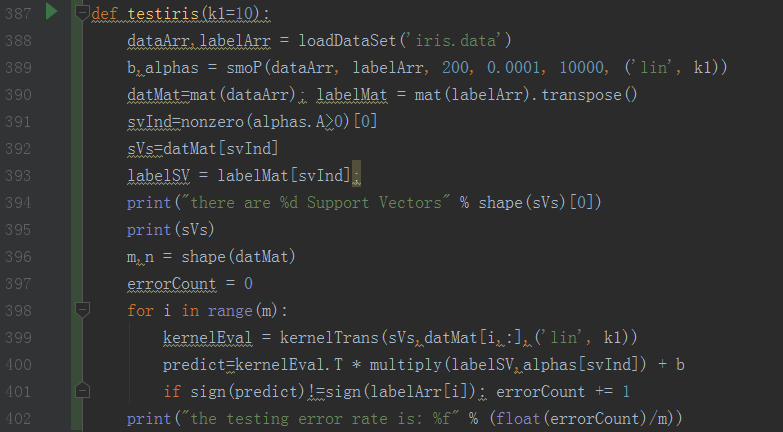 387 def testiris(k1=10):
388 dataArr,labelArr = loadDataSet('iris.data')
389 b,alphas = smoP(dataArr, labelArr, 200, 0.0001, 10000, ('lin', k1))
390 datMat=mat(dataArr); labelMat = mat(labelArr).transpose()
391 svInd=nonzero(alphas.A>0)[0]
392 sVs=datMat[svInd]
393 labelSV = labelMat[svInd];
394 print("there are %d Support Vectors" % shape(sVs)[0])
395 print(sVs)
396 m,n = shape(datMat)
397 errorCount = 0
398 for i in range(m):
399 kernelEval = kernelTrans(sVs,datMat[i,:],('lin', k1))
400 predict=kernelEval.T * multiply(labelSV,alphas[svInd]) + b
401 if sign(predict)!=sign(labelArr[i]): errorCount += 1
402 print("the testing error rate is: %f" % (float(errorCount)/m))